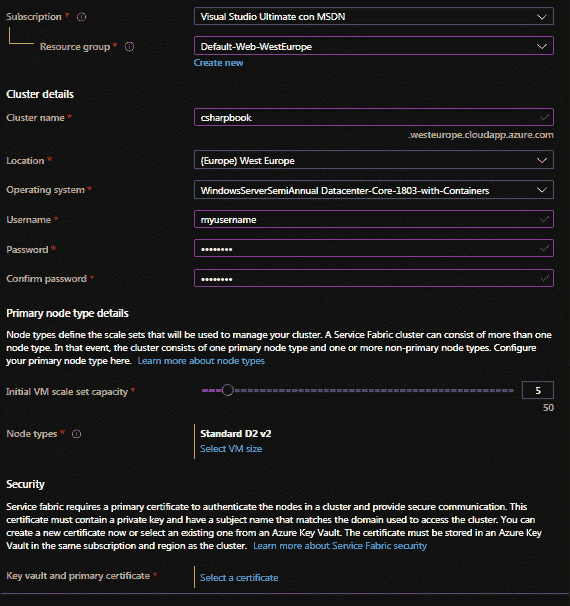 Subscription *
Visual Studio Ultimate con MSDN
Resource group *
Default-Web-WestEurope
Create new
Cluster details
Cluster name *
csharpbook
.westeurope.cloudapp.azure.com
Location *
(Europe) West Europe
Operating system *
WindowsServerSemiAnnual Datacenter-Core-1803-with-Containers
Username *
myusername
Password *
••••••••
Confirm password *
••••••••
Primary node type details
Node types define the scale sets that will be used to manage your cluster. A Service Fabric cluster can consist of more than one
node type. In that event, the cluster consists of one primary node type and one or more non-primary node types. Configure
your primary node type here. Learn more about node types
Initial VM scale set capacity *
5
50
Node types *
Standard D2 v2
Select VM size
Security
Service fabric requires a primary certificate to authenticate the nodes in a cluster and provide secure communication. This
certificate must contain a private key and have a subject name that matches the domain used to access the cluster. You can
create a new certificate now or select an existing one from an Azure Key Vault. The certificate must be stored in an Azure Key
Vault in the same subscription and region as the cluster. Learn more about Service Fabric security
Key vault and primary certificate *
Select a certificate